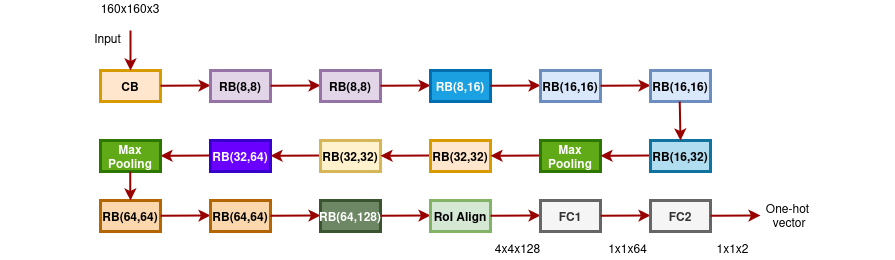 160x160x3
Input
CB
RB(8,8)
RB(8,8)
RB(8,16)
RB(16,16)
RB(16,16)
RB(16,32)
Max
Pooling
RB(32,32)
RB(32,32)
RB(32,64)
Max
Pooling
RB(64,64)
RB(64,64)
RB(64,128)
RoI Align
FC1
FC2
One-hot
vector
4x4x128
1x1x64
1x1x2